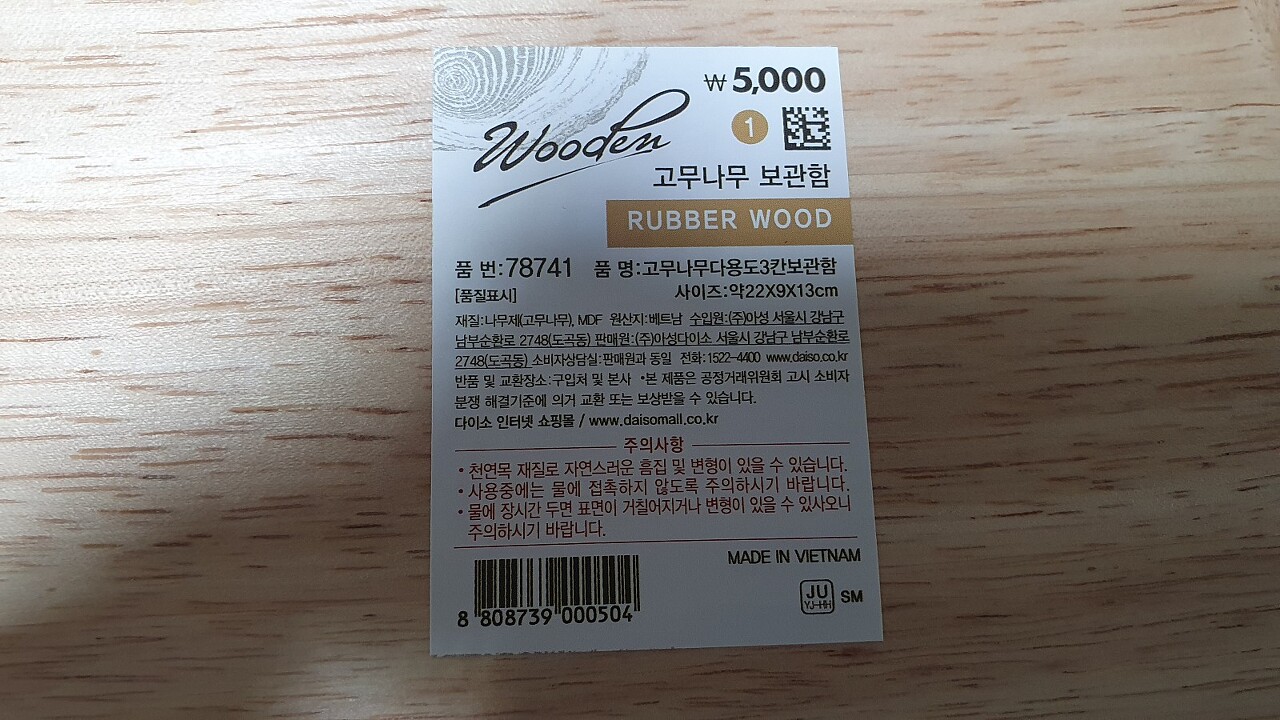 ₩5,000
1
Wooden
고무나무 보관함
RUBBER WOOD
품 번:78741 품 명:고무나무다용도3칸보관함
[품질표시] 사이즈:약22X9X13cm
재질:나무제(고무나무), MDF 원산지:베트남 수입원:(주)아성 서울시 강남구
남부순환로 2748(도곡동) 판매원:(주)아성다이소 서울시 강남구 남부순환로
2748(도곡동) 소비자상담실:판매원과 동일 전화:1522-4400 www.daiso.co.kr
반품 및 교환장소:구입처 및 본사 •본 제품은 공정거래위원회 고시 소비자
분쟁 해결기준에 의거 교환 또는 보상받을 수 있습니다.
다이소 인터넷 쇼핑몰 / www.daisomall.co.kr
주의사항
• 천연목 재질로 자연스러운 흠집 및 변형이 있을 수 있습니다.
• 사용중에는 물에 접촉하지 않도록 주의하시기 바랍니다.
• 물에 장시간 두면 표면이 거칠어지거나 변형이 있을 수 있사오니
주의하시기 바랍니다.
MADE IN VIETNAM
JU
YJ-HH
SM
8 808739 000504